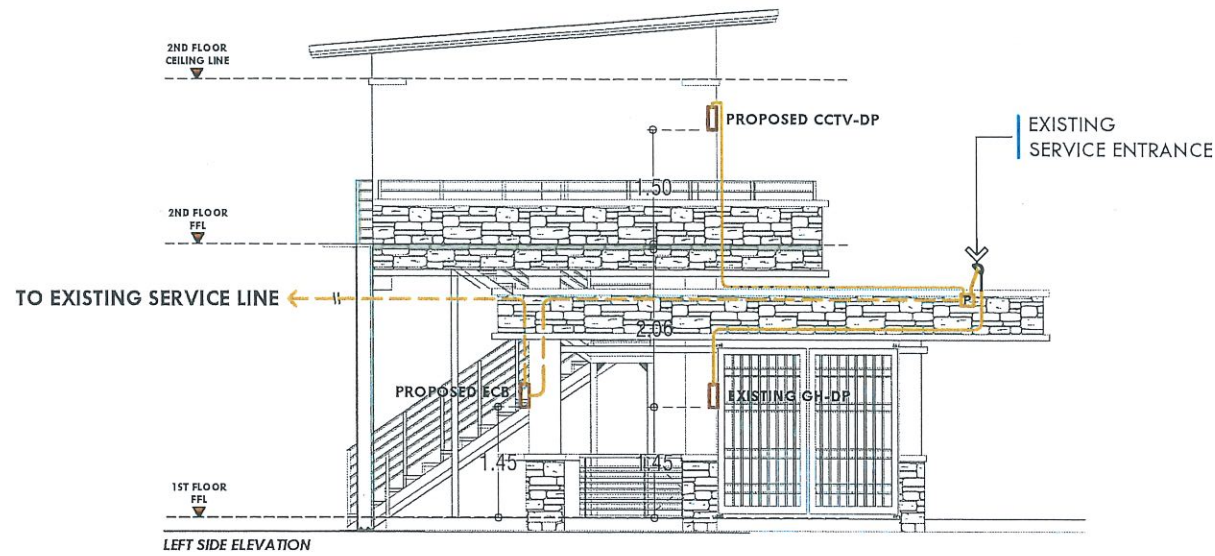 2ND FLOOR
CEILING LINE
PROPOSED CCTV-DP
EXISTING
SERVICE ENTRANCE
1.50
2ND FLOOR
FFL
TO EXISTING SERVICE LINE
P
2.06
PROPOSED ECB
EXISTING GH-DP
1.45
1.45
1ST FLOOR
FFL
LEFT SIDE ELEVATION